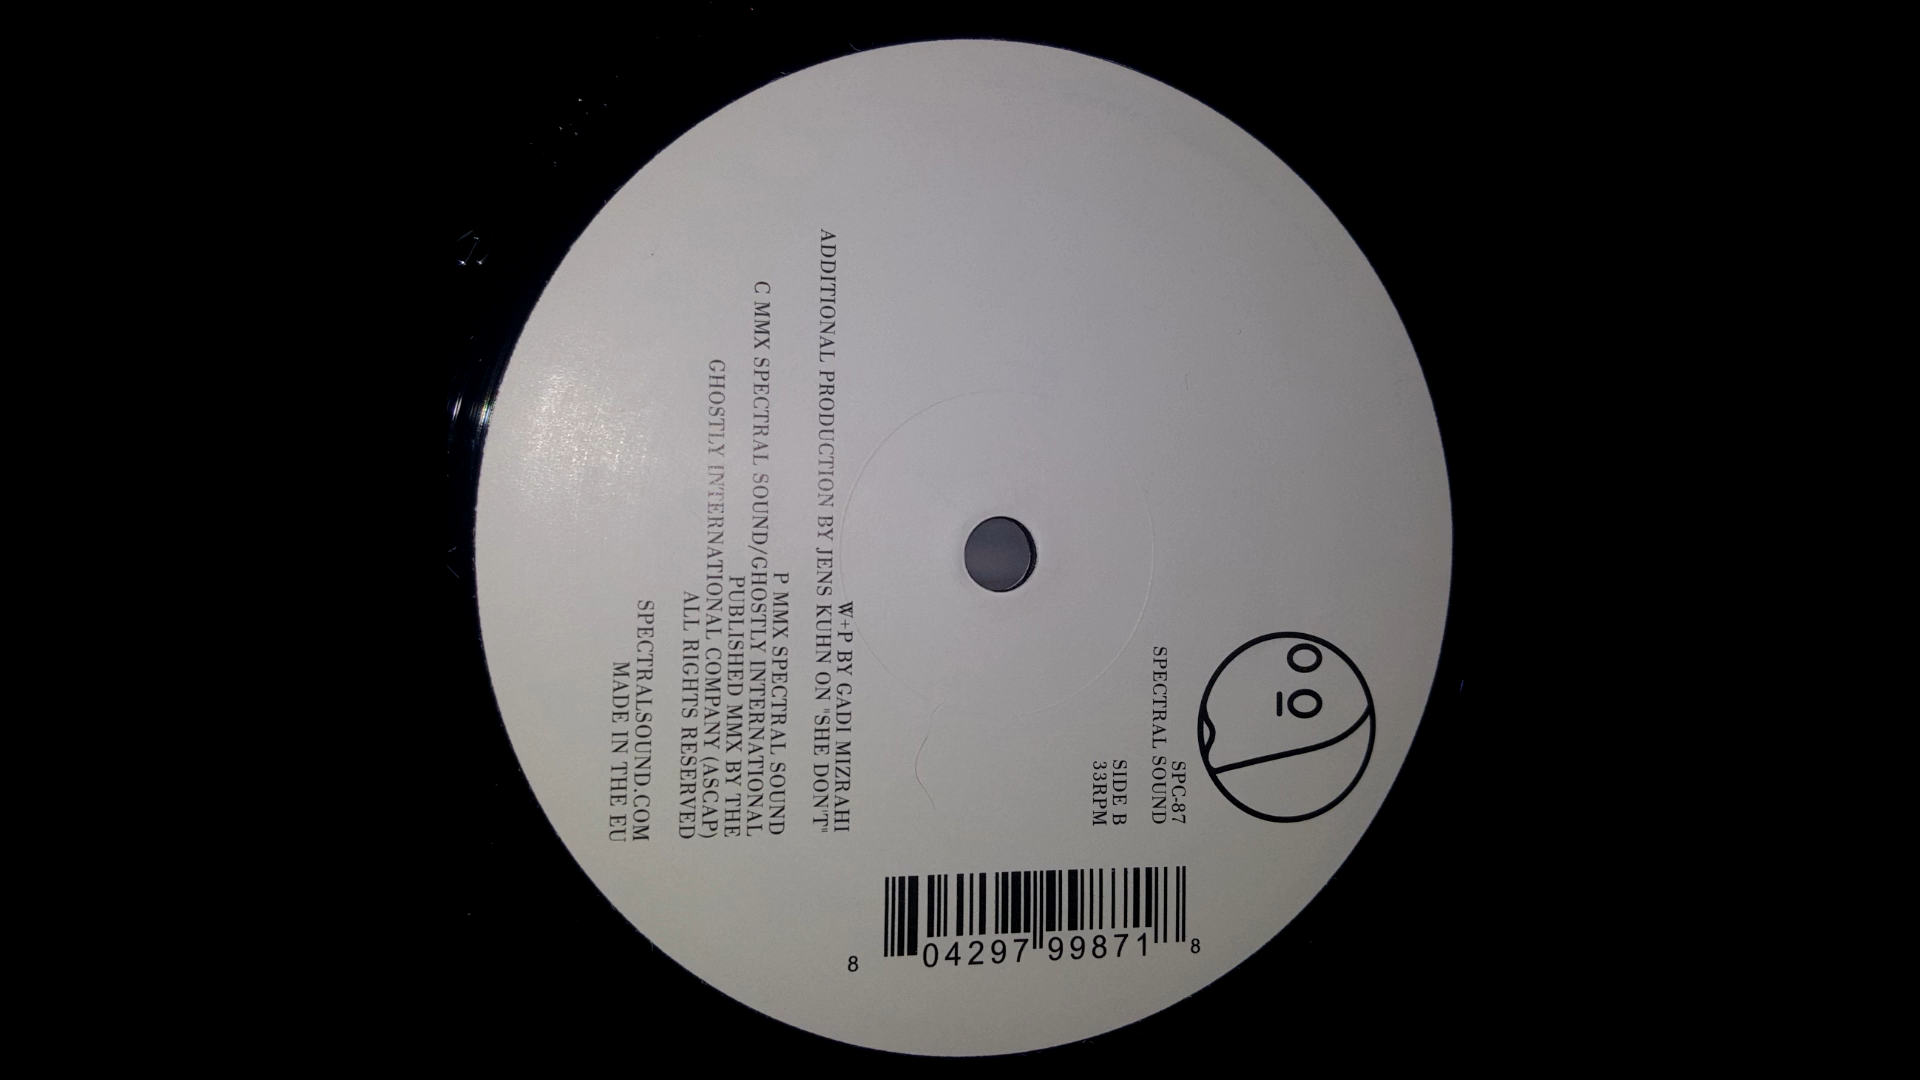 SPC-87
SPECTRAL SOUND
SIDE B
33RPM
W+P BY GADI MIZRAHI
ADDITIONAL PRODUCTION BY JENS KUHN ON "SHE DON'T"
P MMX SPECTRAL SOUND
C MMX SPECTRAL SOUND/GHOSTLY INTERNATIONAL
PUBLISHED MMX BY THE
GHOSTLY INTERNATIONAL COMPANY (ASCAP)
ALL RIGHTS RESERVED
SPECTRALSOUND.COM
MADE IN THE EU
8 04297 99871 8